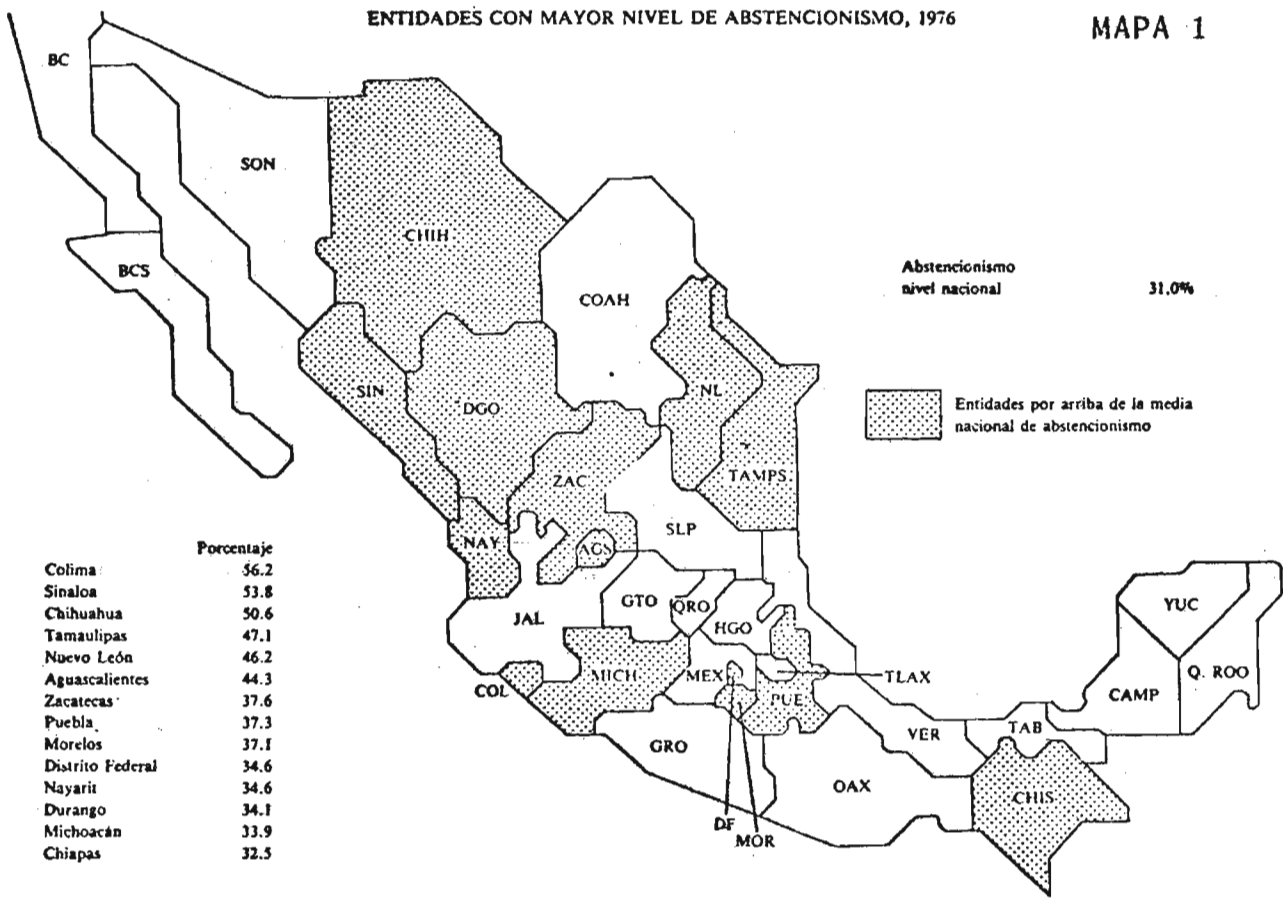 ENTIDADES CON MAYOR NIVEL DE ABSTENCIONISMO, 1976
MAPA 1
BC
SON
CHIH
BCS
COAH
Abstencionismo
nivel nacional 31.0%
SIN
DGO
NL
Entidades por arriba de la media
nacional de abstencionismo
ZAC
TAMPS
SLP
NAY
AGS
JAL
GTO
QRO
HGO
YUC
COL
MICH
MEX
PUE
TLAX
CAMP
Q. ROO
GRO
VER
TAB
OAX
CHIS
DF
MOR
Porcentaje
Colima 56.2
Sinaloa 53.8
Chihuahua 50.6
Tamaulipas 47.1
Nuevo León 46.2
Aguascalientes 44.3
Zacatecas 37.6
Puebla 37.3
Morelos 37.1
Distrito Federal 34.6
Nayarit 34.6
Durango 34.1
Michoacán 33.9
Chiapas 32.5